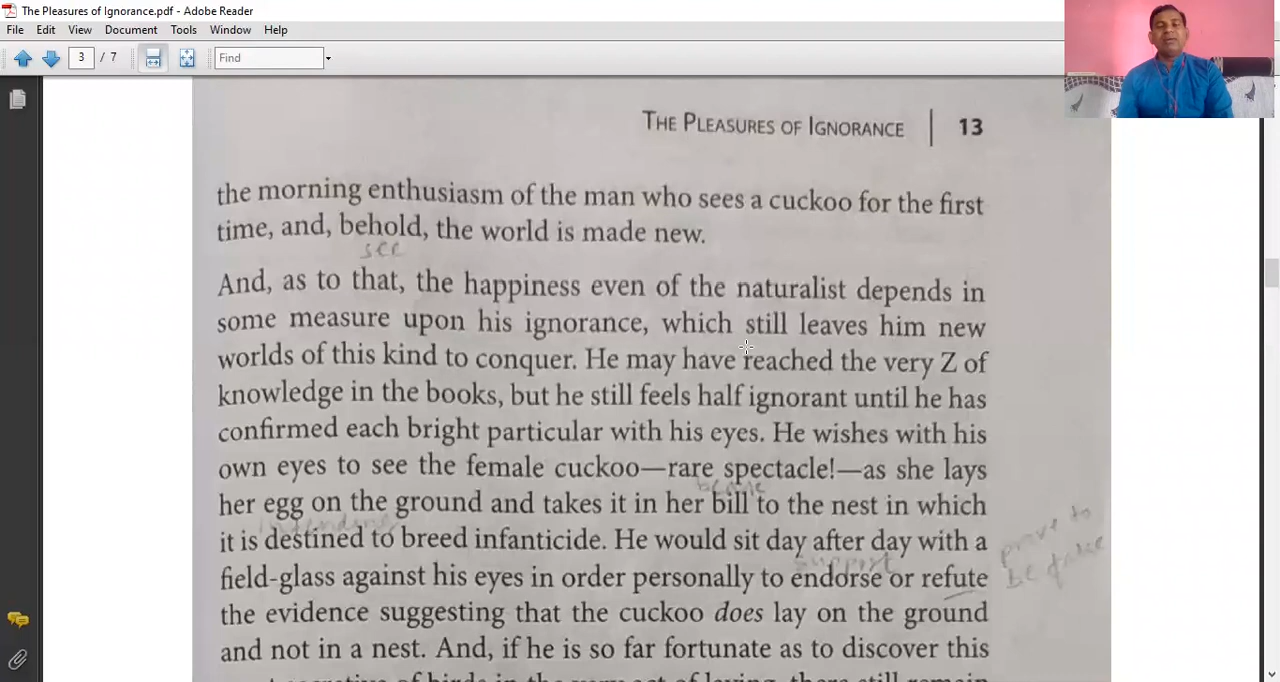 The Pleasures of Ignorance.pdf - Adobe Reader
File Edit View Document Tools Window Help
3 / 7 Find
THE PLEASURES OF IGNORANCE | 13
the morning enthusiasm of the man who sees a cuckoo for the first
time, and, behold, the world is made new.
see
And, as to that, the happiness even of the naturalist depends in
some measure upon his ignorance, which still leaves him new
worlds of this kind to conquer. He may have reached the very Z of
knowledge in the books, but he still feels half ignorant until he has
confirmed each bright particular with his eyes. He wishes with his
own eyes to see the female cuckoo—rare spectacle!—as she lays
her egg on the ground and takes it in her bill to the nest in which
it is destined to breed infanticide. He would sit day after day with a
prove to
support
be false
field-glass against his eyes in order personally to endorse or refute
the evidence suggesting that the cuckoo does lay on the ground
and not in a nest. And, if he is so far fortunate as to discover this